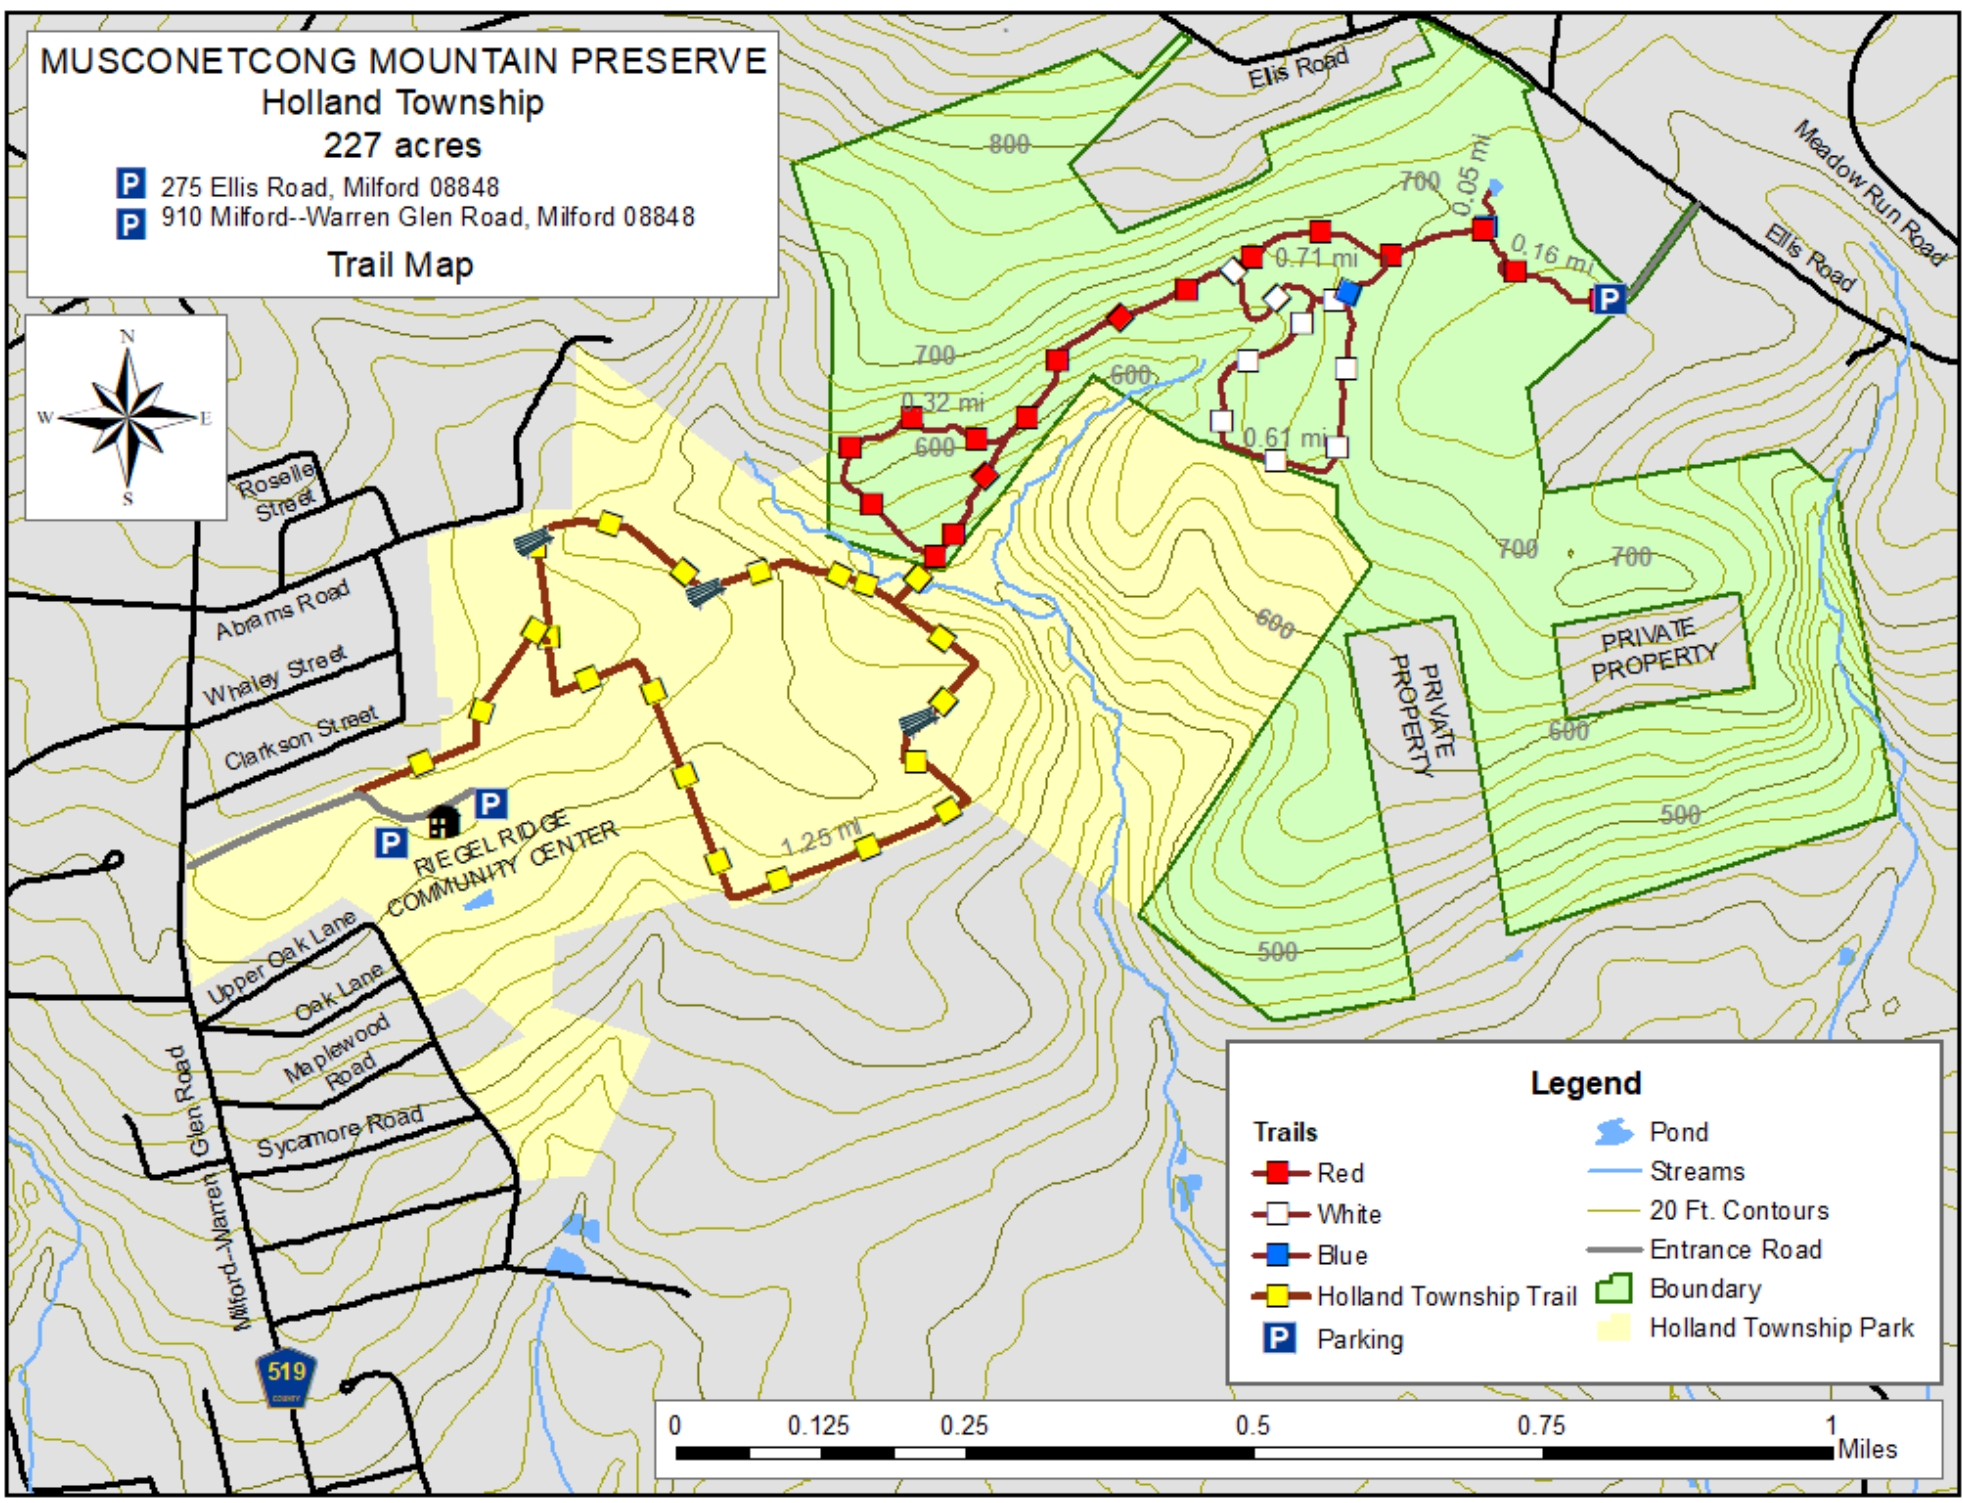 MUSCONETCONG MOUNTAIN PRESERVE
Holland Township
227 acres
P 275 Ellis Road, Milford 08848
P 910 Milford--Warren Glen Road, Milford 08848
Trail Map
N
W E
S
Ellis Road
Meadow Run Road
Ellis Road
800
700
0.05 mi
0.16 mi
0.71 mi
P
700
600
0.32 mi
600
0.61 mi
Roselle
Street
Abrams Road
Whaley Street
Clarkson Street
700
700
600
PRIVATE
PROPERTY
PRIVATE
PROPERTY
600
500
500
P
P
RIEGEL RIDGE
COMMUNITY CENTER
1.25 mi
Upper Oak Lane
Oak Lane
Maplewood
Road
Sycamore Road
Milford--Warren Glen Road
519
COUNTY
Legend
Trails
Red
White
Blue
Holland Township Trail
P Parking
Pond
Streams
20 Ft. Contours
Entrance Road
Boundary
Holland Township Park
0 0.125 0.25 0.5 0.75 1
Miles